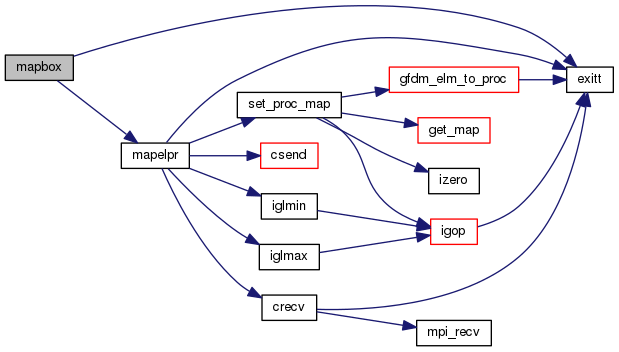 mapbox
mapelpr
set_proc_map
csend
iglmin
iglmax
crecv
gfdm_elm_to_proc
get_map
izero
igop
mpi_recv
exitt